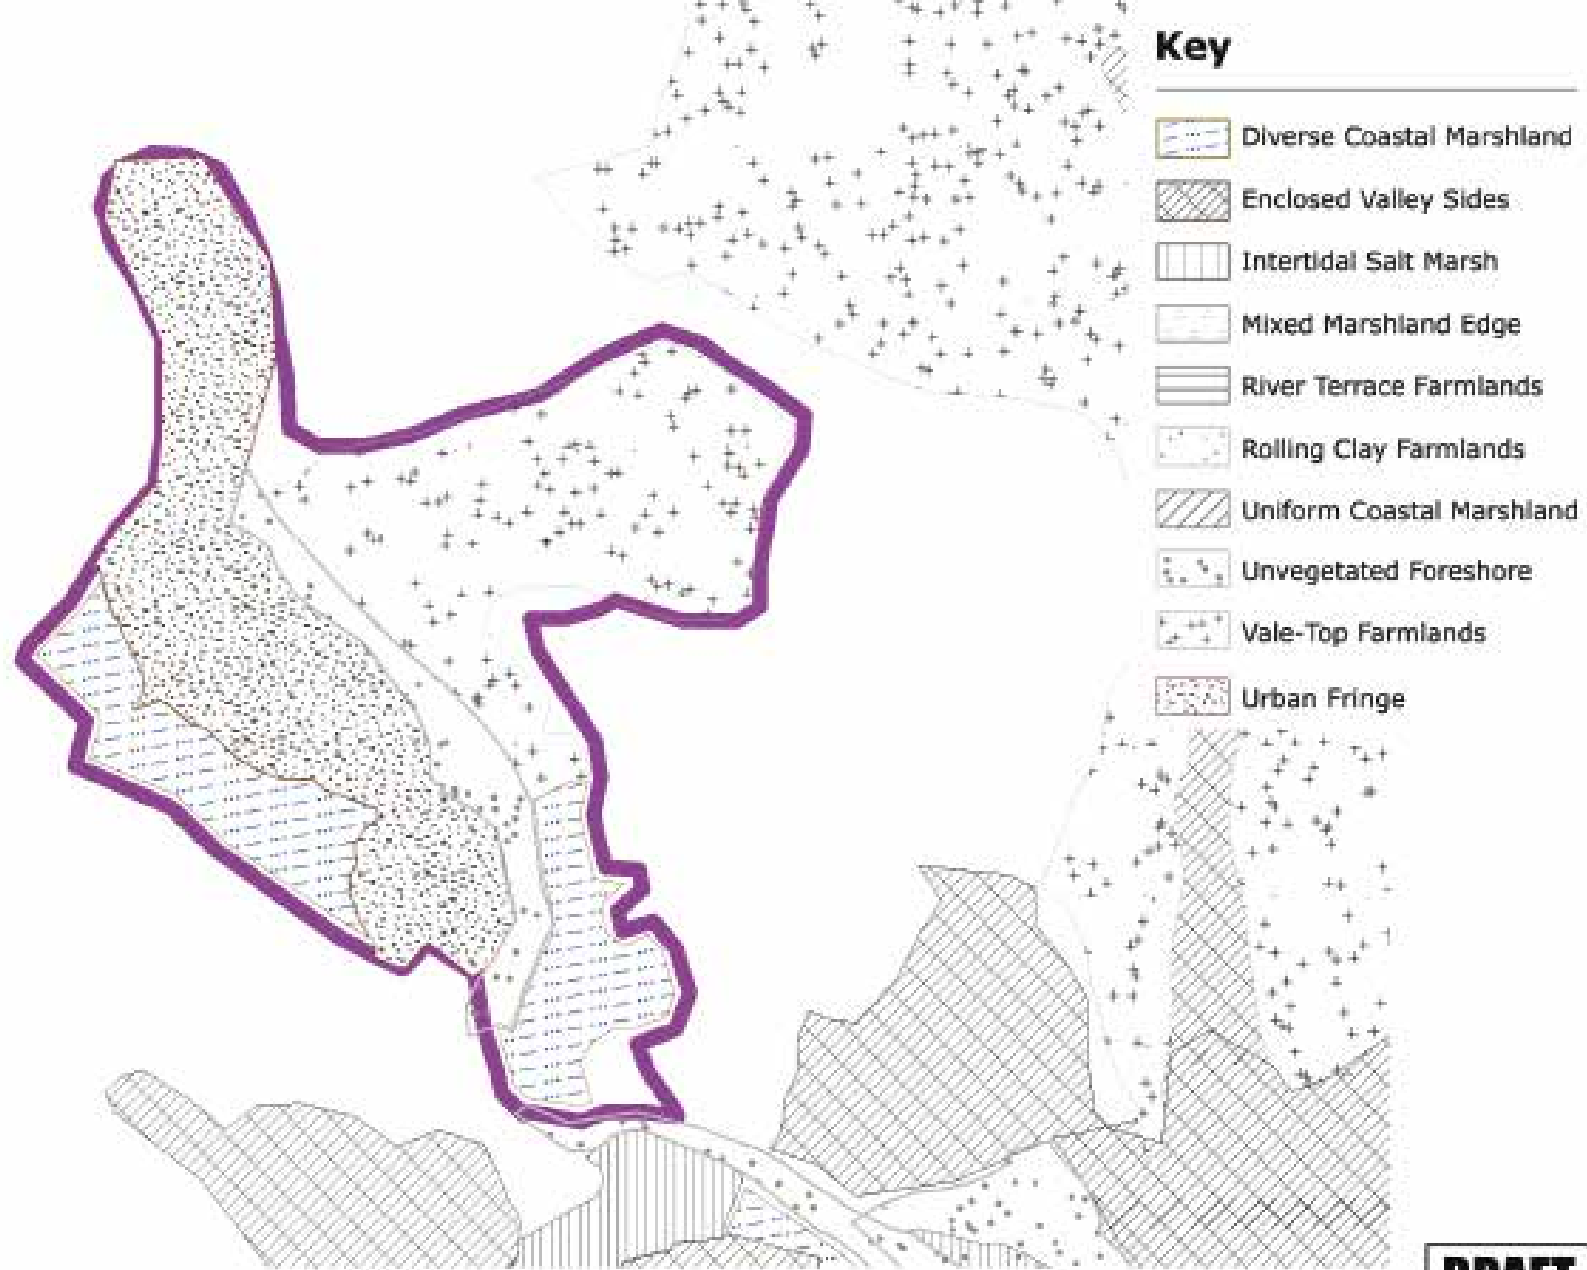 Key
Diverse Coastal Marshland
Enclosed Valley Sides
Intertidal Salt Marsh
Mixed Marshland Edge
River Terrace Farmlands
Rolling Clay Farmlands
Uniform Coastal Marshland
Unvegetated Foreshore
Vale-Top Farmlands
Urban Fringe
DRAFT